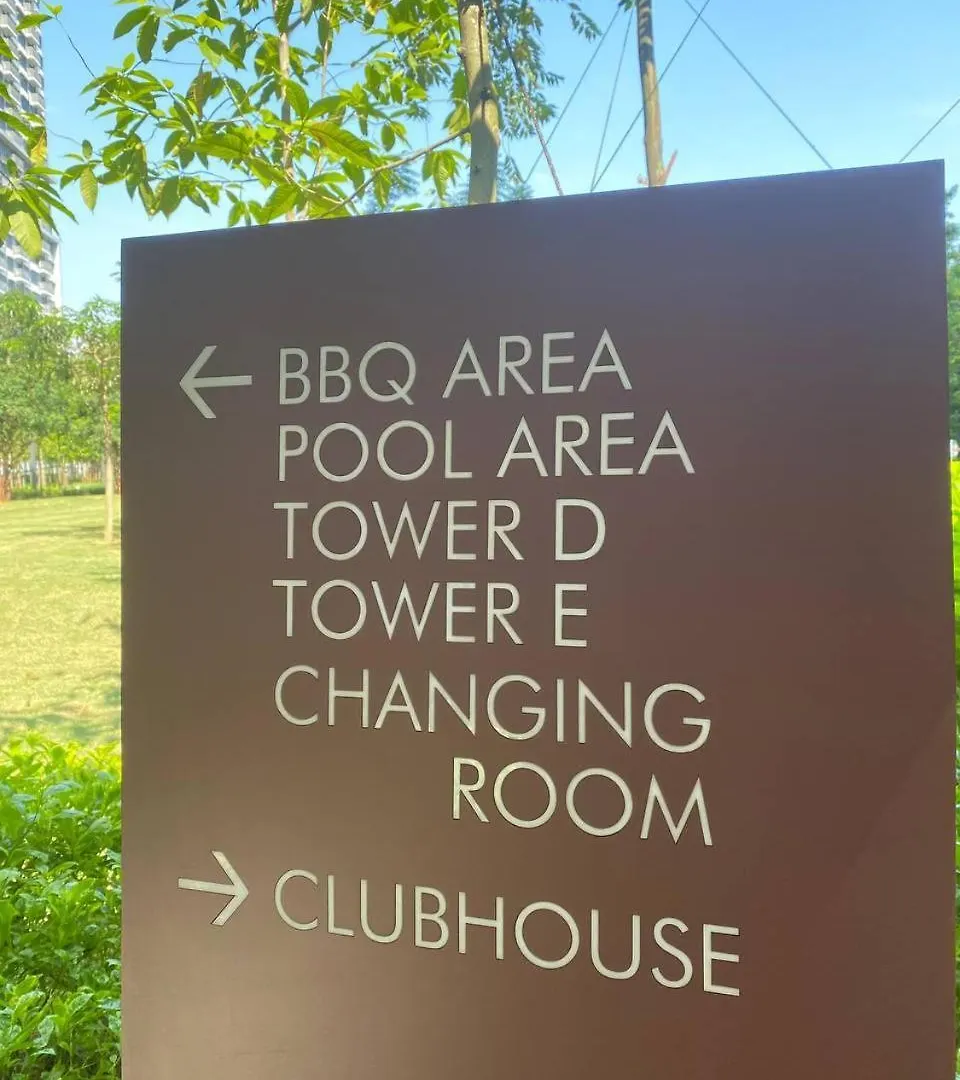 ← BBQ AREA
POOL AREA
TOWER D
TOWER E
CHANGING
ROOM
→ CLUBHOUSE